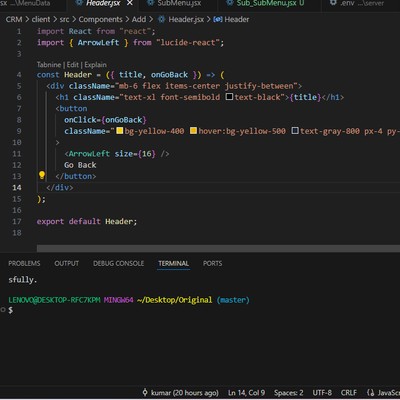 sx ...\MenuData Header.jsx × SubMenu.jsx Sub_SubMenu.jsx U .env ...\server
CRM > client > src > Components > Add > Header.jsx > Header
1 import React from "react";
2 import { ArrowLeft } from "lucide-react";
3
Tabnine | Edit | Explain
4 const Header = ({ title, onGoBack }) => (
5 <div className="mb-6 flex items-center justify-between">
6 <h1 className="text-xl font-semibold text-black">{title}</h1>
7 <button
8 onClick={onGoBack}
9 className="bg-yellow-400 hover:bg-yellow-500 text-gray-800 px-4 py-
10 >
11 <ArrowLeft size={16} />
12 Go Back
13 </button>
14 </div>
15 );
16
17 export default Header;
18
PROBLEMS OUTPUT DEBUG CONSOLE TERMINAL PORTS
sfully.
LENOVO@DESKTOP-RFC7KPM MINGW64 ~/Desktop/Original (master)
$
kumar (20 hours ago) Ln 14, Col 9 Spaces: 2 UTF-8 CRLF {} JavaSc